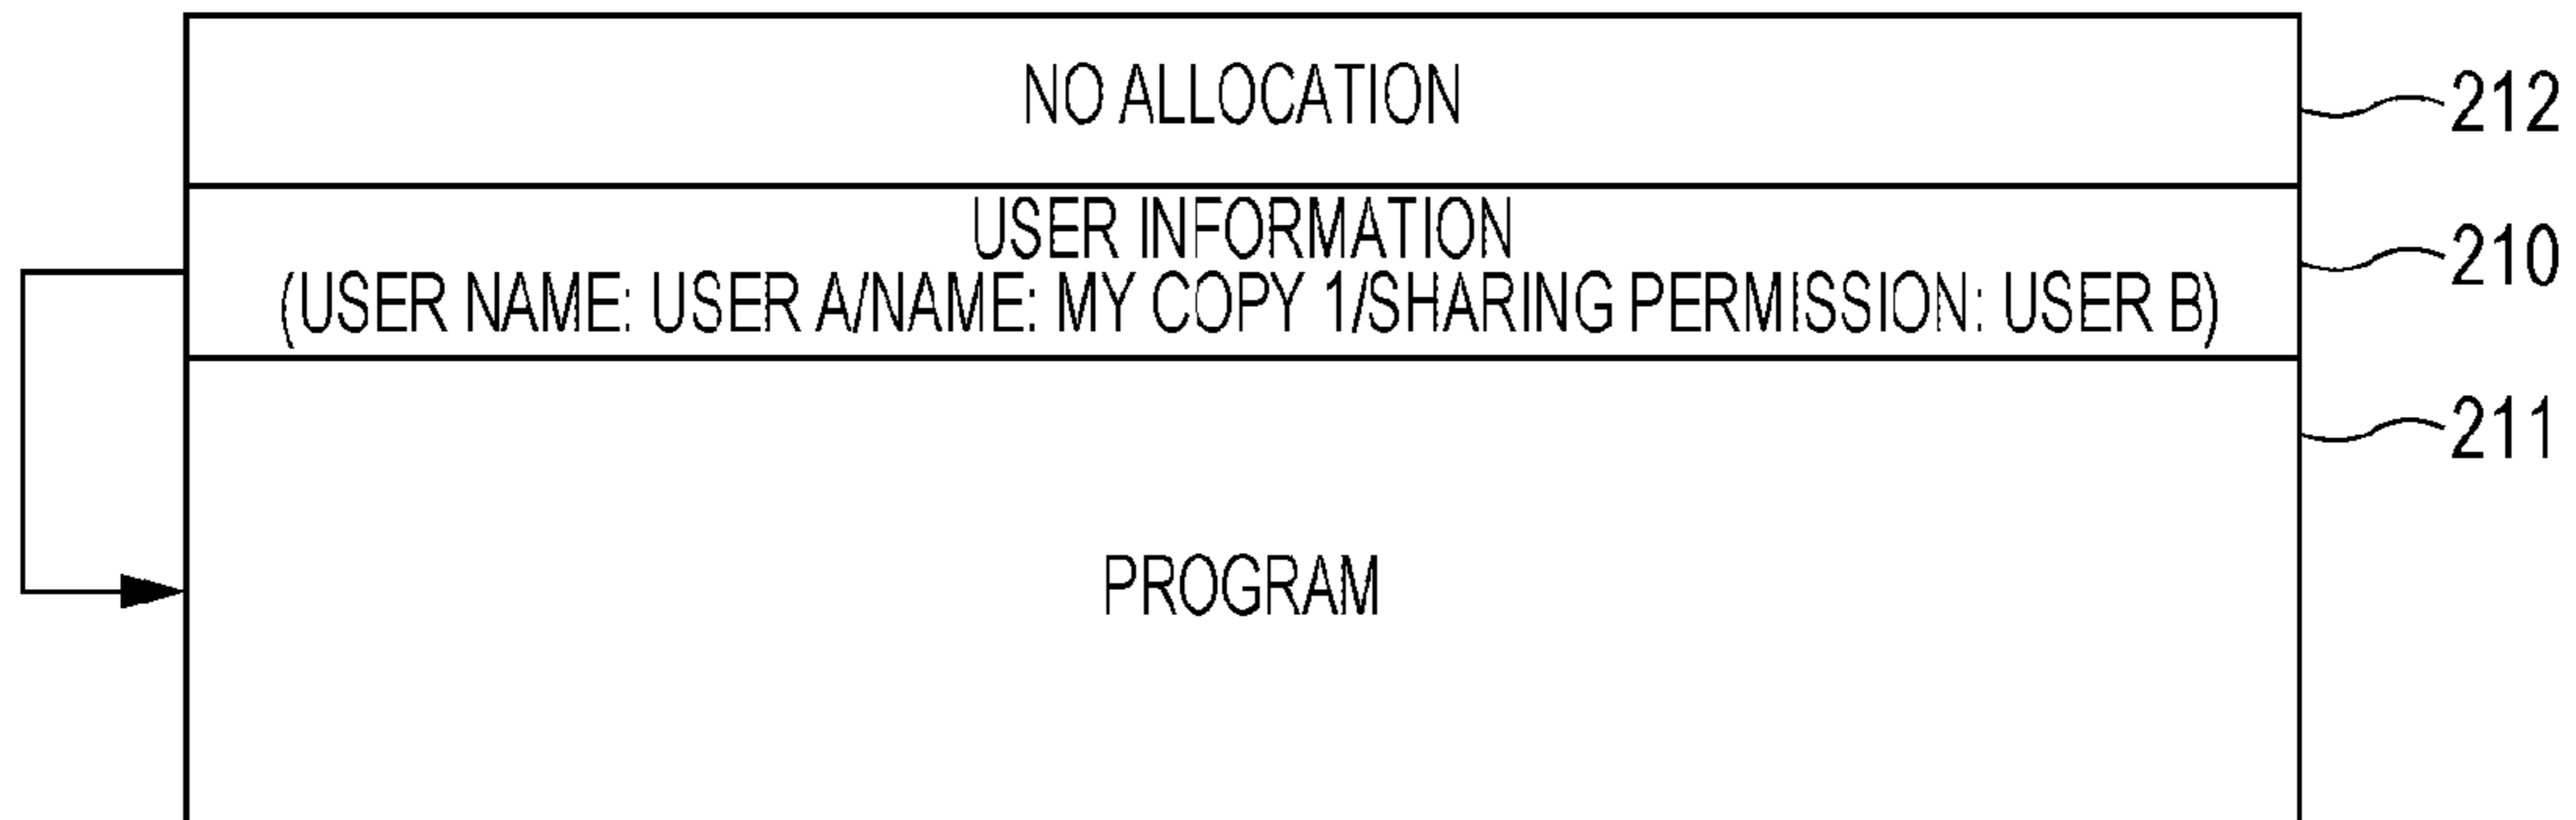 NO ALLOCATION
212
USER INFORMATION
(USER NAME: USER A/NAME: MY COPY 1/SHARING PERMISSION: USER B)
210
211
PROGRAM